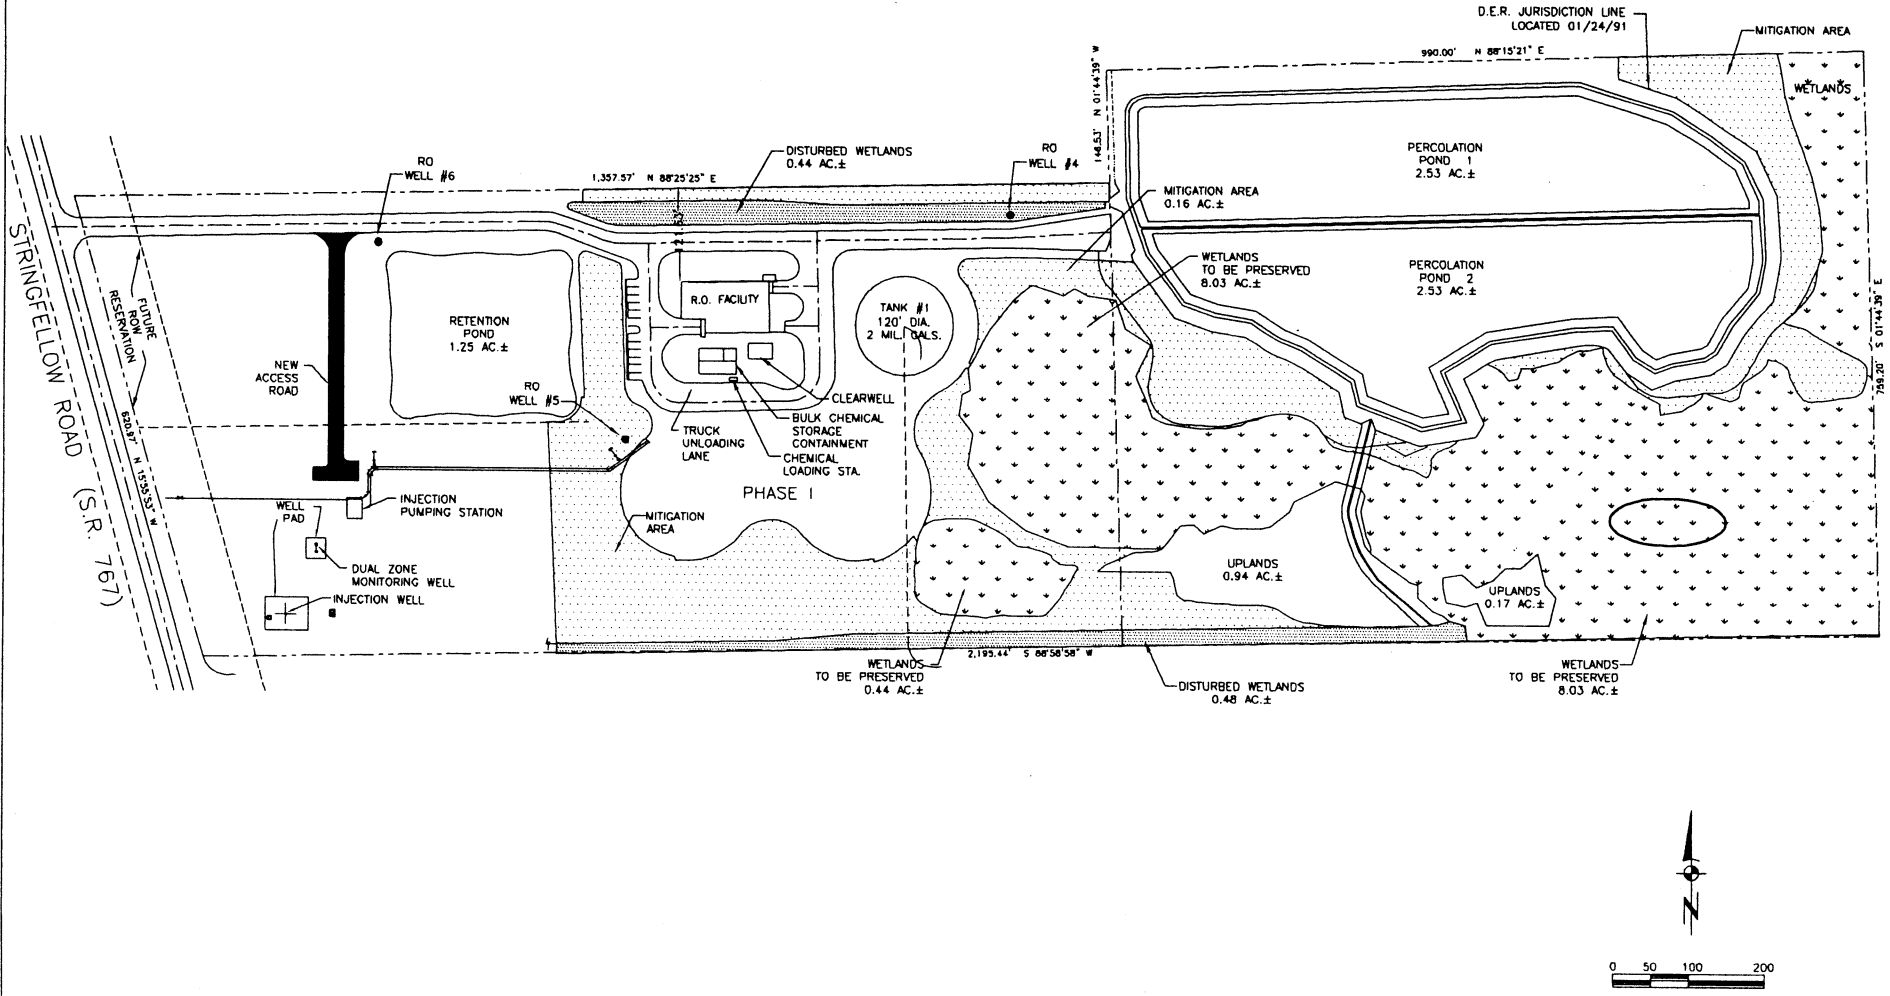 D.E.R. JURISDICTION LINE
LOCATED 01/24/91
MITIGATION AREA
990.00' N 88°15'21" E
WETLANDS
148.53' N 01°44'39" W
RO
WELL #6
DISTURBED WETLANDS
0.44 AC.±
RO
WELL #4
1,357.57' N 88°25'25" E
PERCOLATION
POND 1
2.53 AC.±
MITIGATION AREA
0.16 AC.±
WETLANDS
TO BE PRESERVED
8.03 AC.±
PERCOLATION
POND 2
2.53 AC.±
STRINGFELLOW ROAD (S.R. 767)
FUTURE
ROW
RESERVATION
620.97' N 15°55'53" W
NEW
ACCESS
ROAD
RETENTION
POND
1.25 AC.±
R.O. FACILITY
TANK #1
120' DIA.
2 MIL. GALS.
759.20' S 01°44'39" E
RO
WELL #5
CLEARWELL
BULK CHEMICAL
STORAGE
CONTAINMENT
CHEMICAL
LOADING STA.
TRUCK
UNLOADING
LANE
PHASE I
INJECTION
PUMPING STATION
WELL
PAD
MITIGATION
AREA
DUAL ZONE
MONITORING WELL
INJECTION WELL
UPLANDS
0.94 AC.±
UPLANDS
0.17 AC.±
2,195.44' S 88°58'58" W
WETLANDS
TO BE PRESERVED
0.44 AC.±
DISTURBED WETLANDS
0.48 AC.±
WETLANDS
TO BE PRESERVED
8.03 AC.±
N
0 50 100 200